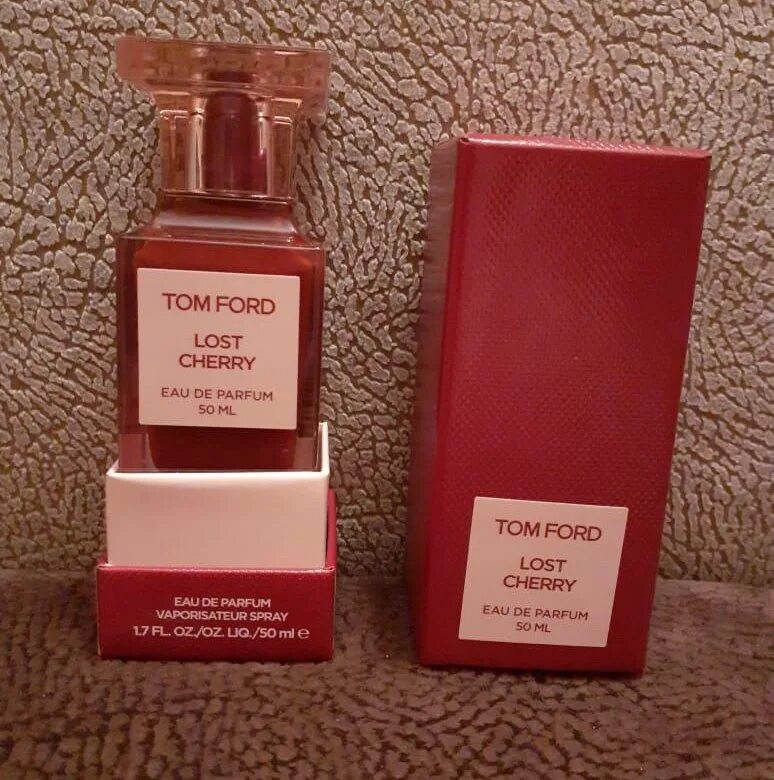 TOM FORD
LOST
CHERRY
EAU DE PARFUM
50 ML
EAU DE PARFUM
VAPORISATEUR SPRAY
1.7 FL. OZ./OZ. LIQ./50 ml ℮
TOM FORD
LOST
CHERRY
EAU DE PARFUM
50 ML